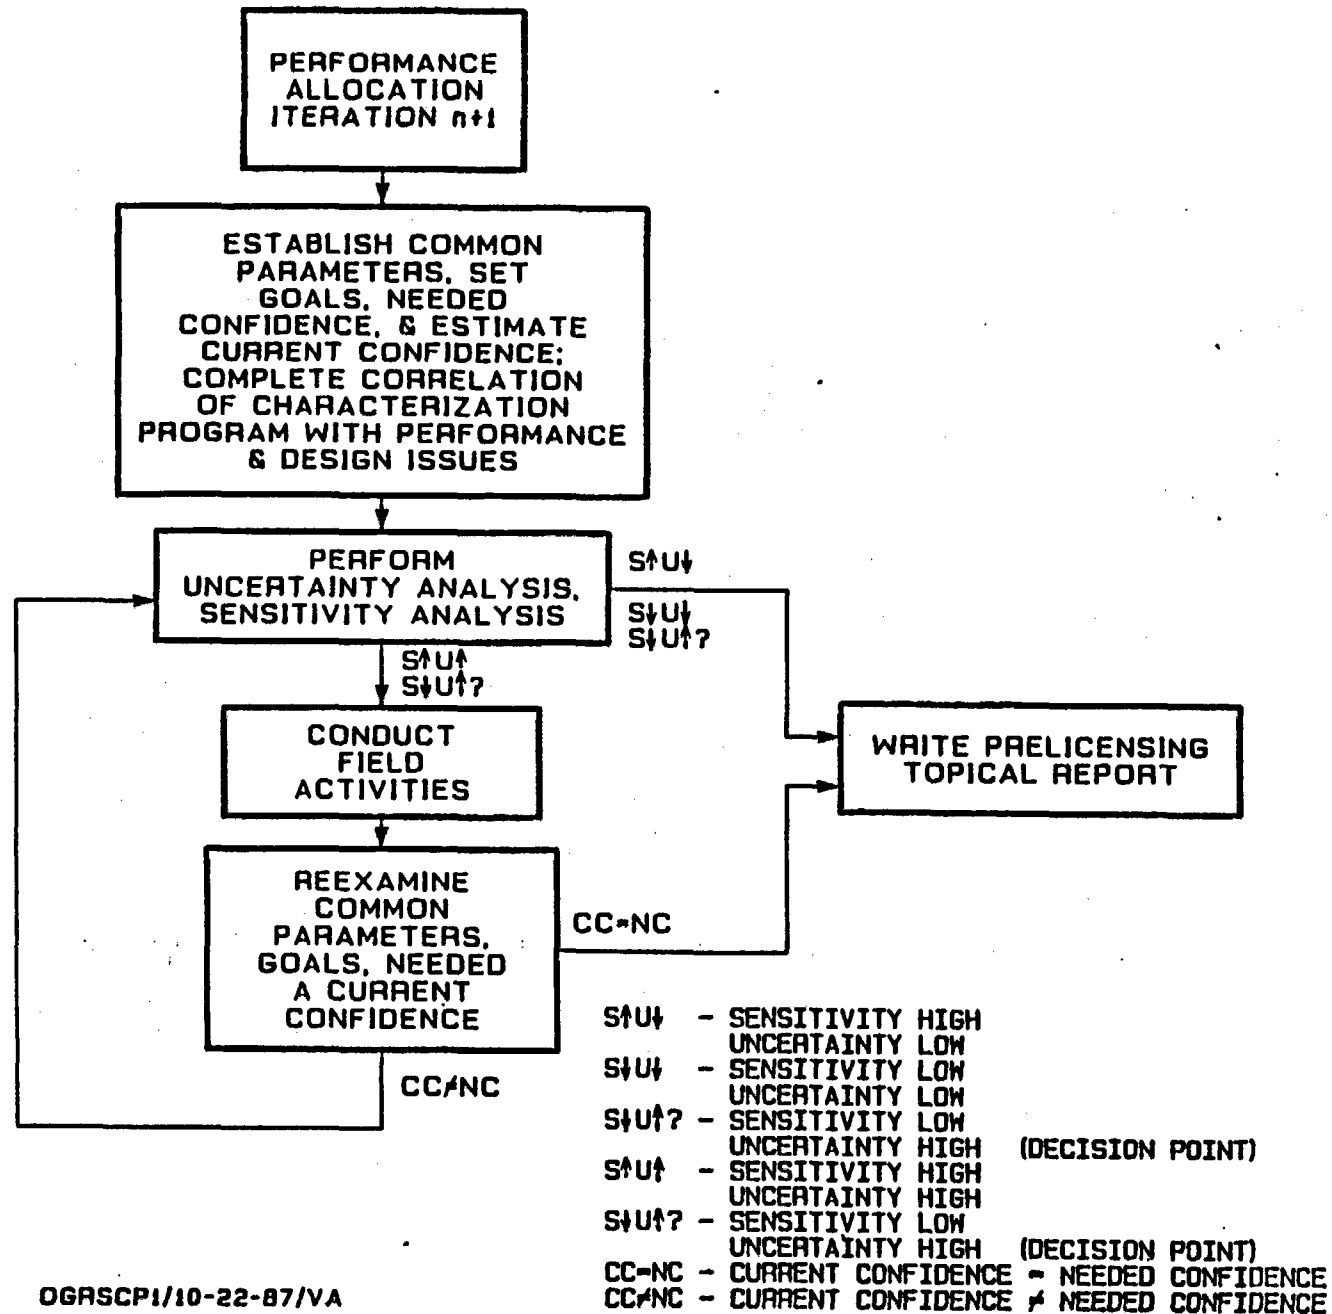 PERFORMANCE
ALLOCATION
ITERATION n+1
ESTABLISH COMMON
PARAMETERS, SET
GOALS, NEEDED
CONFIDENCE, & ESTIMATE
CURRENT CONFIDENCE;
COMPLETE CORRELATION
OF CHARACTERIZATION
PROGRAM WITH PERFORMANCE
& DESIGN ISSUES
PERFORM
UNCERTAINTY ANALYSIS,
SENSITIVITY ANALYSIS
S↑U↓
S↓U↓
S↓U↑?
S↑U↑
S↓U↑?
CONDUCT
FIELD
ACTIVITIES
WRITE PRELICENSING
TOPICAL REPORT
REEXAMINE
COMMON
PARAMETERS,
GOALS, NEEDED
A CURRENT
CONFIDENCE
CC=NC
CC≠NC
S↑U↓ - SENSITIVITY HIGH
UNCERTAINTY LOW
S↓U↓ - SENSITIVITY LOW
UNCERTAINTY LOW
S↓U↑? - SENSITIVITY LOW
UNCERTAINTY HIGH (DECISION POINT)
S↑U↑ - SENSITIVITY HIGH
UNCERTAINTY HIGH
S↓U↑? - SENSITIVITY LOW
UNCERTAINTY HIGH (DECISION POINT)
CC=NC - CURRENT CONFIDENCE = NEEDED CONFIDENCE
CC≠NC - CURRENT CONFIDENCE ≠ NEEDED CONFIDENCE
OGRSCP1/10-22-87/VA